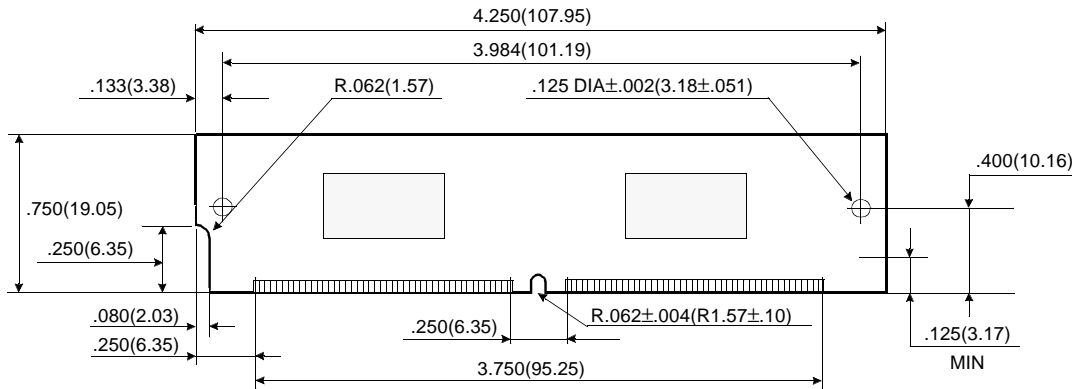 4.250(107.95)
3.984(101.19)
.133(3.38)
R.062(1.57)
.125 DIA±.002(3.18±.051)
.400(10.16)
.750(19.05)
.250(6.35)
.080(2.03)
.250(6.35)
R.062±.004(R1.57±.10)
.250(6.35)
.125(3.17)
MIN
3.750(95.25)